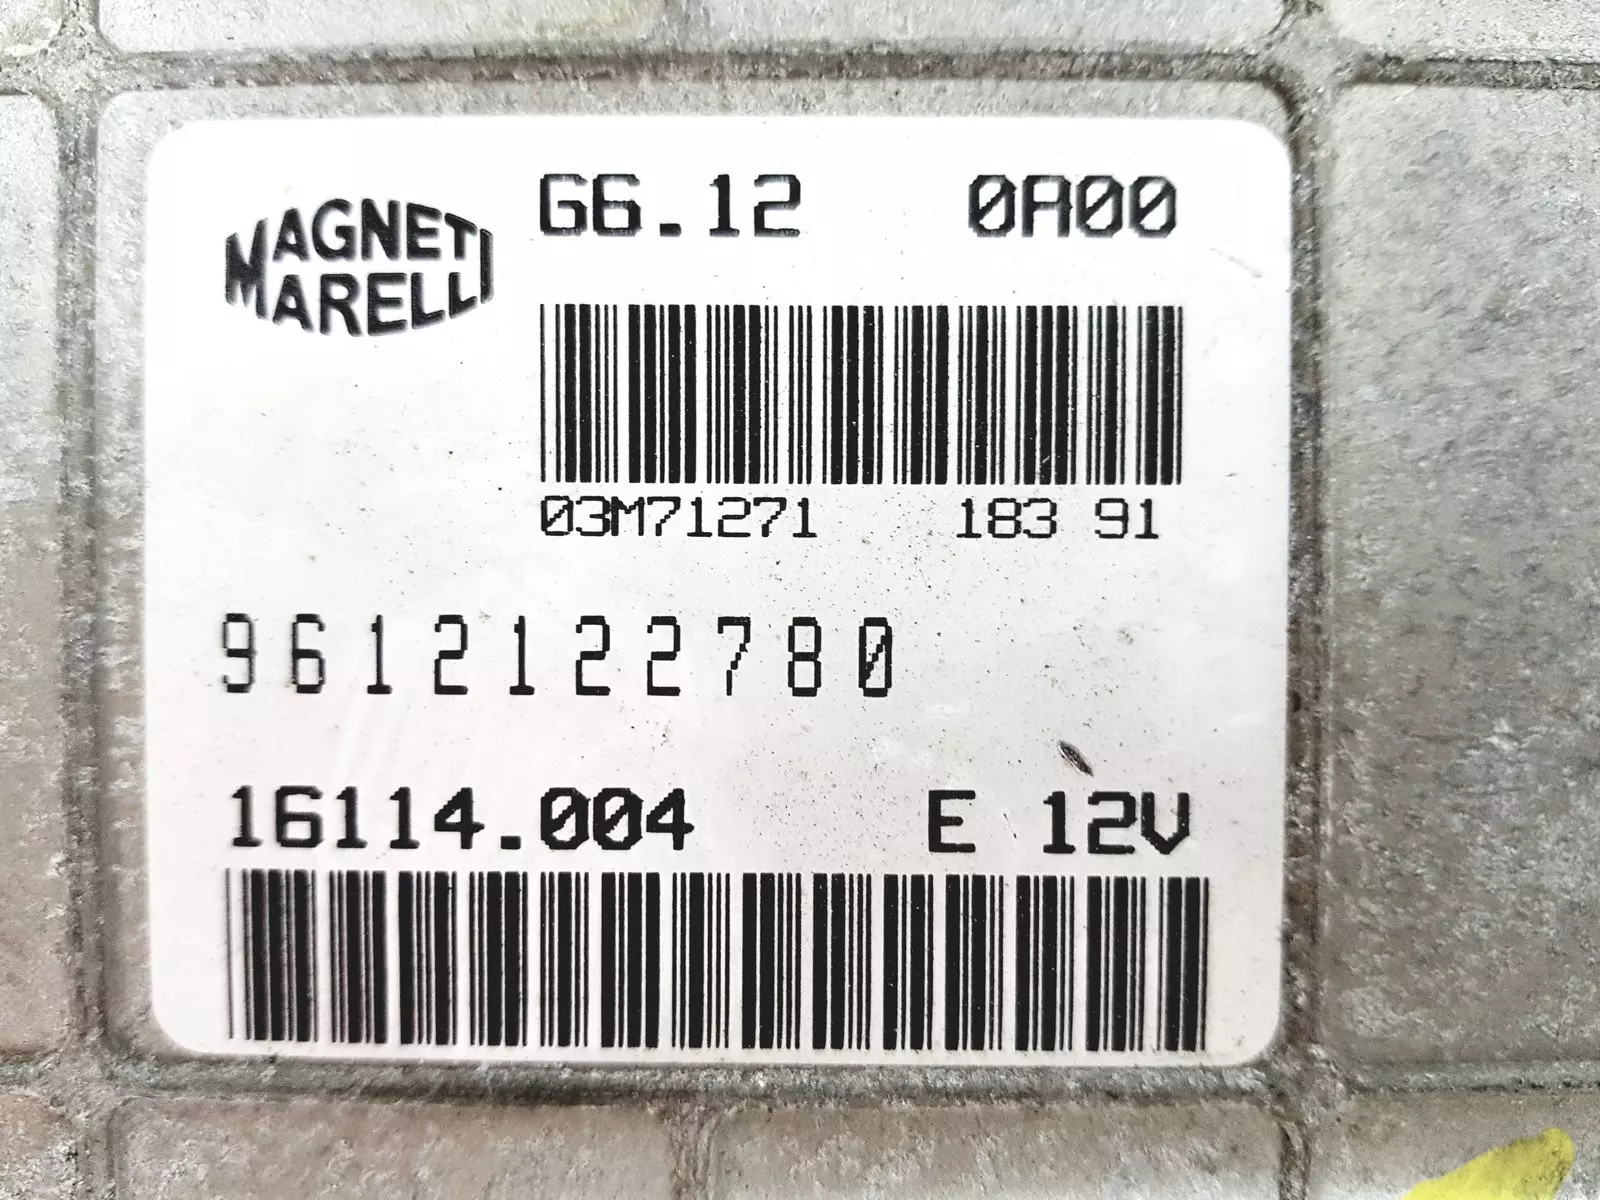 MAGNETI
MARELLI
G6.12 0A00
03M71271 183 91
9612122780
16114.004 E 12V